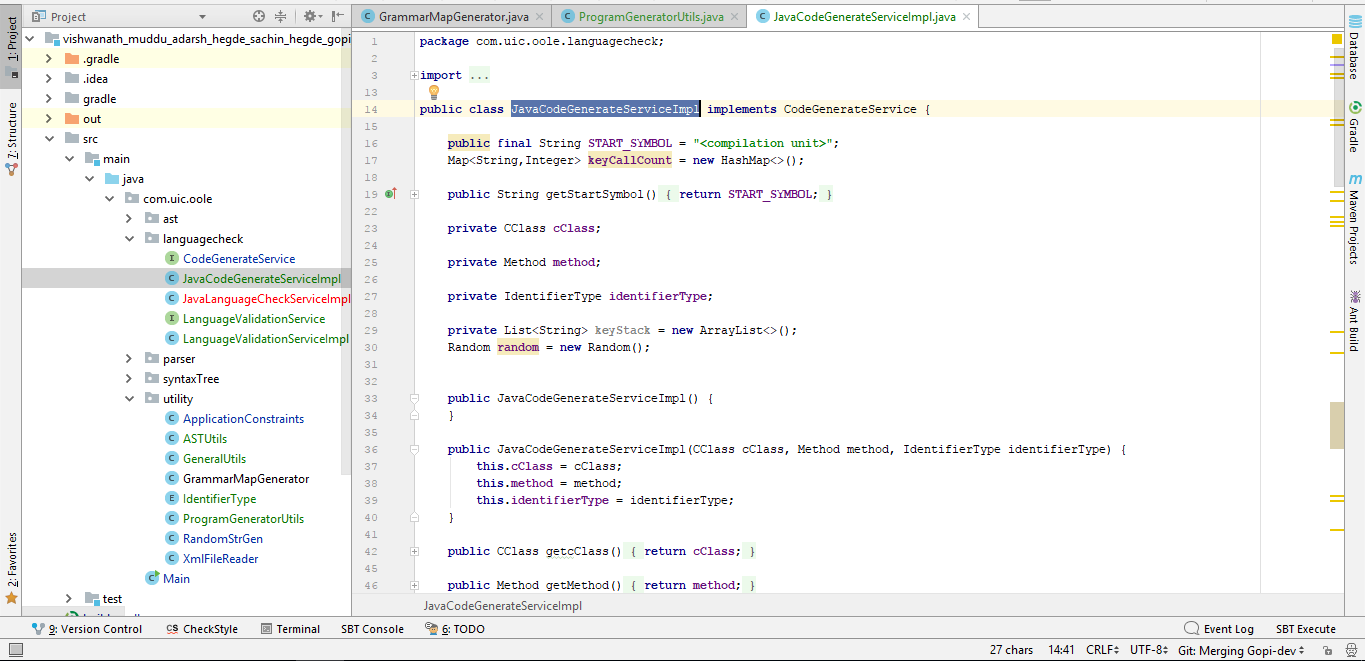 Project
GrammarMapGenerator.java
ProgramGeneratorUtils.java
JavaCodeGenerateServiceImpl.java
1: Project
7: Structure
2: Favorites
vishwanath_muddu_adarsh_hegde_sachin_hegde_gopi
.gradle
.idea
gradle
out
src
main
java
com.uic.oole
ast
languagecheck
CodeGenerateService
JavaCodeGenerateServiceImpl
JavaLanguageCheckServiceImpl
LanguageValidationService
LanguageValidationServiceImpl
parser
syntaxTree
utility
ApplicationConstraints
ASTUtils
GeneralUtils
GrammarMapGenerator
IdentifierType
ProgramGeneratorUtils
RandomStrGen
XmlFileReader
Main
test
1 package com.uic.oole.languagecheck;
2
3 import ...
13
14 public class JavaCodeGenerateServiceImpl implements CodeGenerateService {
15
16 public final String START_SYMBOL = "<compilation unit>";
17 Map<String,Integer> keyCallCount = new HashMap<>();
18
19 public String getStartSymbol() { return START_SYMBOL; }
22
23 private CClass cClass;
24
25 private Method method;
26
27 private IdentifierType identifierType;
28
29 private List<String> keyStack = new ArrayList<>();
30 Random random = new Random();
31
32
33 public JavaCodeGenerateServiceImpl() {
34 }
35
36 public JavaCodeGenerateServiceImpl(CClass cClass, Method method, IdentifierType identifierType) {
37 this.cClass = cClass;
38 this.method = method;
39 this.identifierType = identifierType;
40 }
41
42 public CClass getcClass() { return cClass; }
45
46 public Method getMethod() { return method; }
JavaCodeGenerateServiceImpl
Database
Gradle
Maven Projects
Ant Build
9: Version Control
CheckStyle
Terminal
SBT Console
6: TODO
Event Log
SBT Execute
27 chars
14:41
CRLF
UTF-8
Git: Merging Gopi-dev